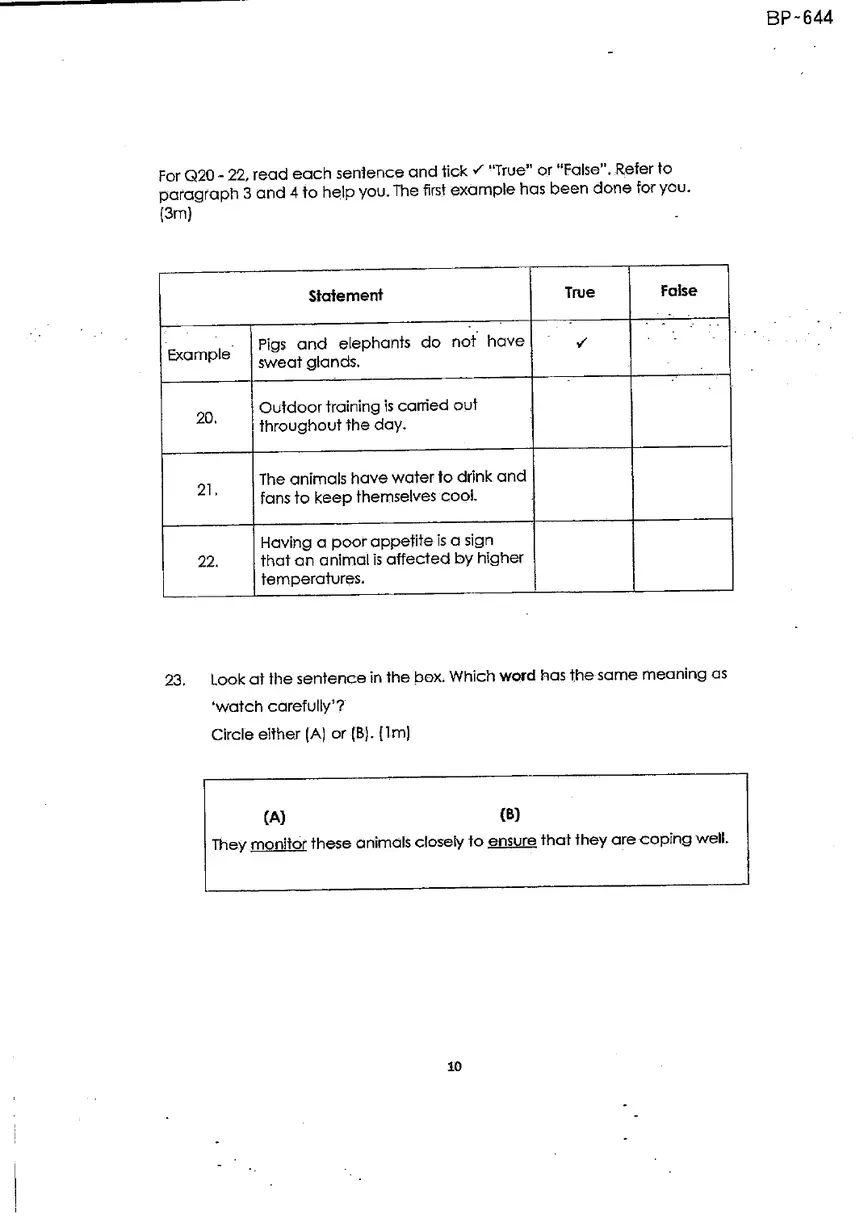 BP-644
For Q20 - 22, read each sentence and tick ✓ "True" or "False". Refer to
paragraph 3 and 4 to help you. The first example has been done for you.
(3m)
Statement True False
Example Pigs and elephants do not have ✓
sweat glands.
20. Outdoor training is carried out
throughout the day.
21. The animals have water to drink and
fans to keep themselves cool.
Having a poor appetite is a sign
22. that an animal is affected by higher
temperatures.
23. Look at the sentence in the box. Which word has the same meaning as
'watch carefully'?
Circle either (A) or (B). (1m)
(A) (B)
They monitor these animals closely to ensure that they are coping well.
10